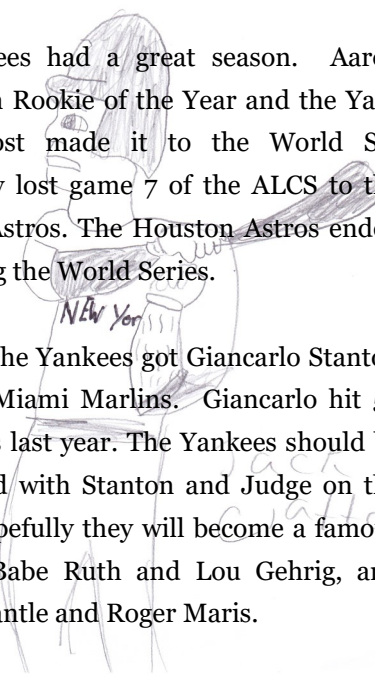 ees had a great season. Aaro
n Rookie of the Year and the Ya
ost made it to the World S
y lost game 7 of the ALCS to th
Astros. The Houston Astros ende
g the World Series.
NEW Yor
he Yankees got Giancarlo Stanto
Miami Marlins. Giancarlo hit
s last year. The Yankees should b
Jack
d with Stanton and Judge on th
pefully they will become a famo
Babe Ruth and Lou Gehrig, an
ntle and Roger Maris.